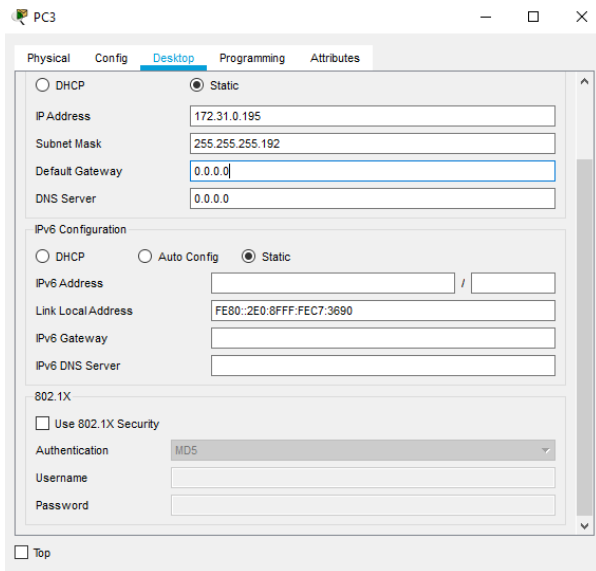 PC3
Physical Config Desktop Programming Attributes
DHCP Static
IP Address 172.31.0.195
Subnet Mask 255.255.255.192
Default Gateway 0.0.0.0
DNS Server 0.0.0.0
IPv6 Configuration
DHCP Auto Config Static
IPv6 Address /
Link Local Address FE80::2E0:8FFF:FEC7:3690
IPv6 Gateway
IPv6 DNS Server
802.1X
Use 802.1X Security
Authentication MD5
Username
Password
Top